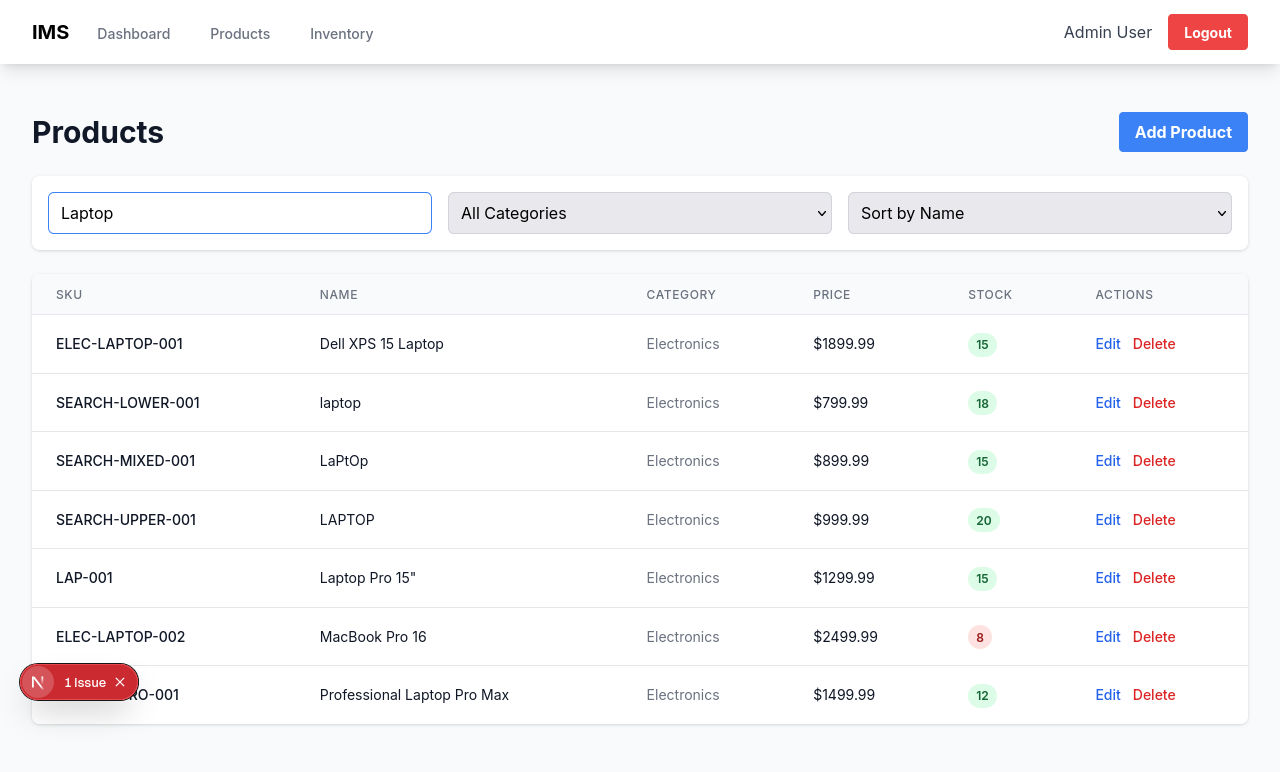 IMS Dashboard Products Inventory Admin User Logout
Products Add Product
Laptop All Categories Sort by Name
SKU NAME CATEGORY PRICE STOCK ACTIONS
ELEC-LAPTOP-001 Dell XPS 15 Laptop Electronics $1899.99 15 Edit Delete
SEARCH-LOWER-001 laptop Electronics $799.99 18 Edit Delete
SEARCH-MIXED-001 LaPtOp Electronics $899.99 15 Edit Delete
SEARCH-UPPER-001 LAPTOP Electronics $999.99 20 Edit Delete
LAP-001 Laptop Pro 15" Electronics $1299.99 15 Edit Delete
ELEC-LAPTOP-002 MacBook Pro 16 Electronics $2499.99 8 Edit Delete
RO-001 Professional Laptop Pro Max Electronics $1499.99 12 Edit Delete
N 1 Issue